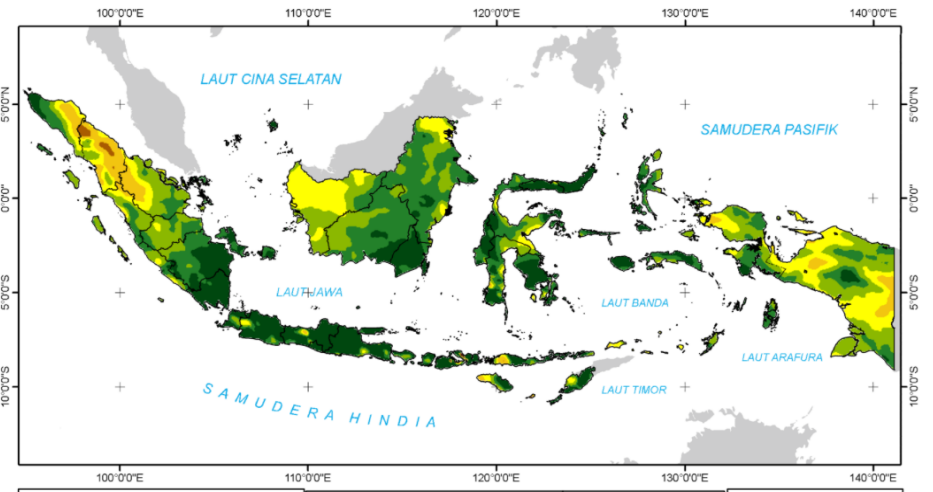 100°0'0"E 110°0'0"E 120°0'0"E 130°0'0"E 140°0'0"E
LAUT CINA SELATAN
5°0'0"N 5°0'0"N
SAMUDERA PASIFIK
0°0'0" 0°0'0"
LAUT JAWA
5°0'0"S 5°0'0"S
LAUT BANDA
LAUT ARAFURA
10°0'0"S 10°0'0"S
SAMUDERA HINDIA
LAUT TIMOR
100°0'0"E 110°0'0"E 120°0'0"E 130°0'0"E 140°0'0"E